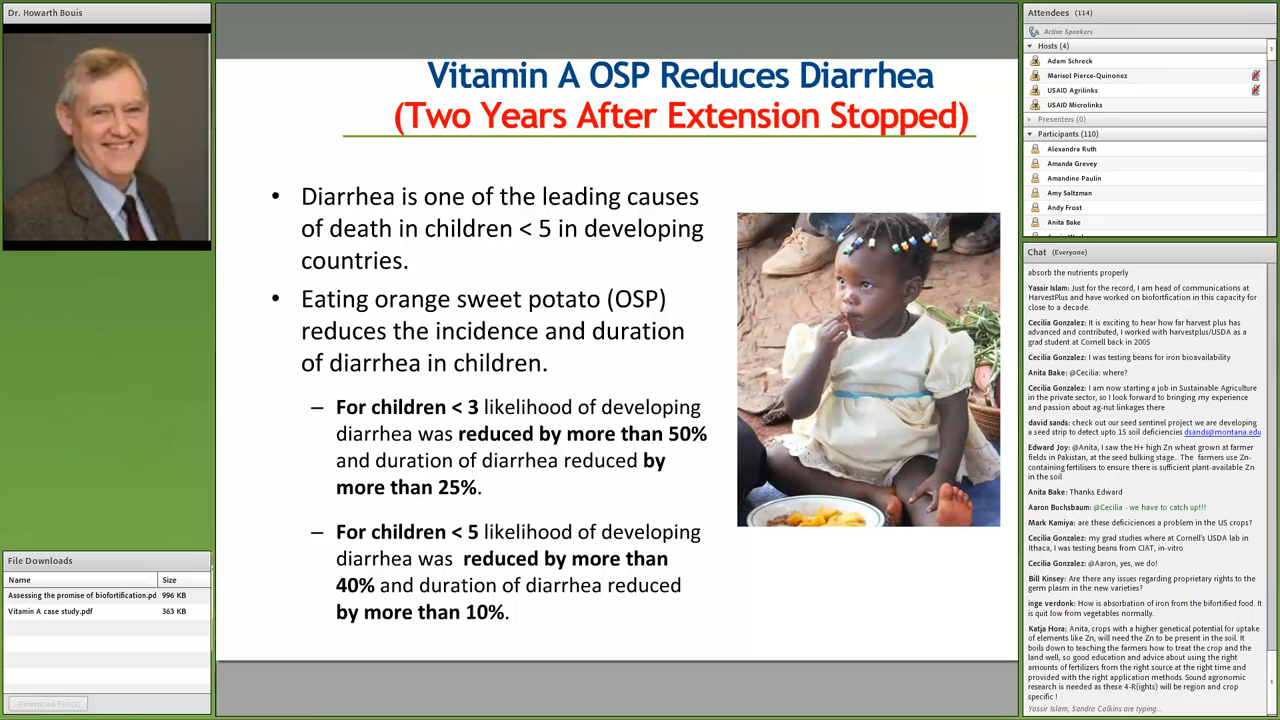 Dr. Howarth Bouis
Vitamin A OSP Reduces Diarrhea
(Two Years After Extension Stopped)
• Diarrhea is one of the leading causes
of death in children < 5 in developing
countries.
• Eating orange sweet potato (OSP)
reduces the incidence and duration
of diarrhea in children.
– For children < 3 likelihood of developing
diarrhea was reduced by more than 50%
and duration of diarrhea reduced by
more than 25%.
– For children < 5 likelihood of developing
diarrhea was reduced by more than
40% and duration of diarrhea reduced
by more than 10%.
File Downloads
Name Size
Assessing the promise of biofortification.pd 996 KB
Vitamin A case study.pdf 363 KB
Download File(s)
Attendees (114)
Active Speakers
Hosts (4)
Adam Schreck
Marisol Pierce-Quinonez
USAID Agrilinks
USAID Microlinks
Presenters (0)
Participants (110)
Alexandra Ruth
Amanda Grevey
Amandine Paulin
Amy Saltzman
Andy Frost
Anita Bake
Chat (Everyone)
absorb the nutrients properly
Yassir Islam: Just for the record, I am head of communications at
HarvestPlus and have worked on biofortfication in this capacity for
close to a decade.
Cecilia Gonzalez: It is exciting to hear how far harvest plus has
advanced and contributed, I worked with harvestplus/USDA as a
grad student at Cornell back in 2005
Cecilia Gonzalez: I was testing beans for iron bioavailability
Anita Bake: @Cecilia: where?
Cecilia Gonzalez: I am now starting a job in Sustainable Agriculture
in the private sector, so I look forward to bringing my experience
and passion about ag-nut linkages there
david sands: check out our seed sentinel project we are developing
a seed strip to detect upto 15 soil deficiencies dsands@montana.edu
Edward Joy: @Anita, I saw the H+ high Zn wheat grown at farmer
fields in Pakistan, at the seed bulking stage.. The farmers use Zn-
containing fertilisers to ensure there is sufficient plant-available Zn
in the soil
Anita Bake: Thanks Edward
Aaron Buchsbaum: @Cecilia - we have to catch up!!!
Mark Kamiya: are these deficiciences a problem in the US crops?
Cecilia Gonzalez: my grad studies where at Cornell's USDA lab in
Ithaca, I was testing beans from CIAT, in-vitro
Cecilia Gonzalez: @Aaron, yes, we do!
Bill Kinsey: Are there any issues regarding proprietary rights to the
germ plasm in the new varieties?
inge verdonk: How is absorbation of iron from the bifortified food. It
is quit low from vegetables normally.
Katja Hora: Anita, crops with a higher genetical potential for uptake
of elements like Zn, will need the Zn to be present in the soil. It
boils down to teaching the farmers how to treat the crop and the
land well, so good education and advice about using the right
amounts of fertilizers from the right source at the right time and
provided with the right application methods. Sound agronomic
research is needed as these 4-R(ights) will be region and crop
specific !
Yassir Islam, Sandra Calkins are typing...